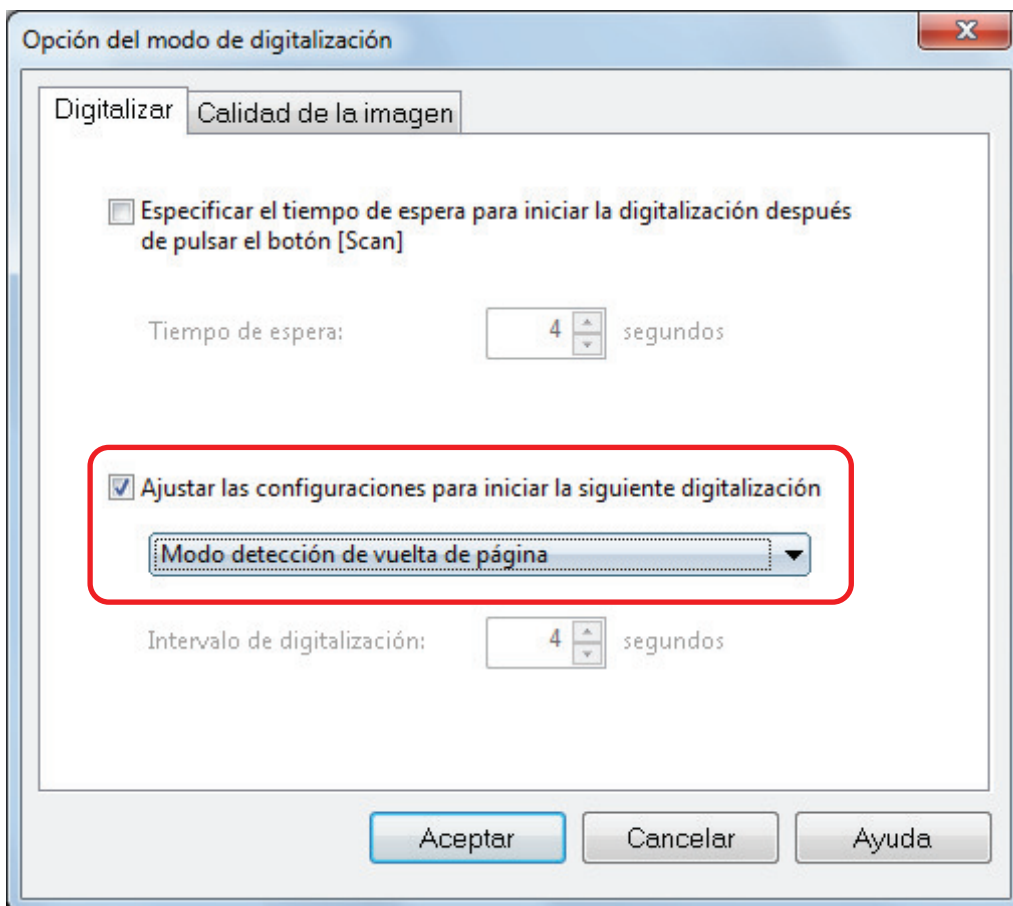 Opción del modo de digitalización
x
Digitalizar
Calidad de la imagen
Especificar el tiempo de espera para iniciar la digitalización después
de pulsar el botón [Scan]
Tiempo de espera: 4 segundos
Ajustar las configuraciones para iniciar la siguiente digitalización
Modo detección de vuelta de página
Intervalo de digitalización: 4 segundos
Aceptar Cancelar Ayuda